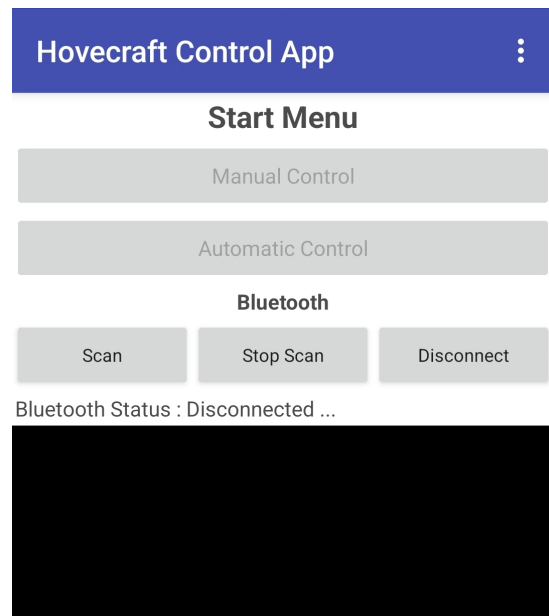 Hovecraft Control App
Start Menu
Manual Control
Automatic Control
Bluetooth
Scan Stop Scan Disconnect
Bluetooth Status : Disconnected ...